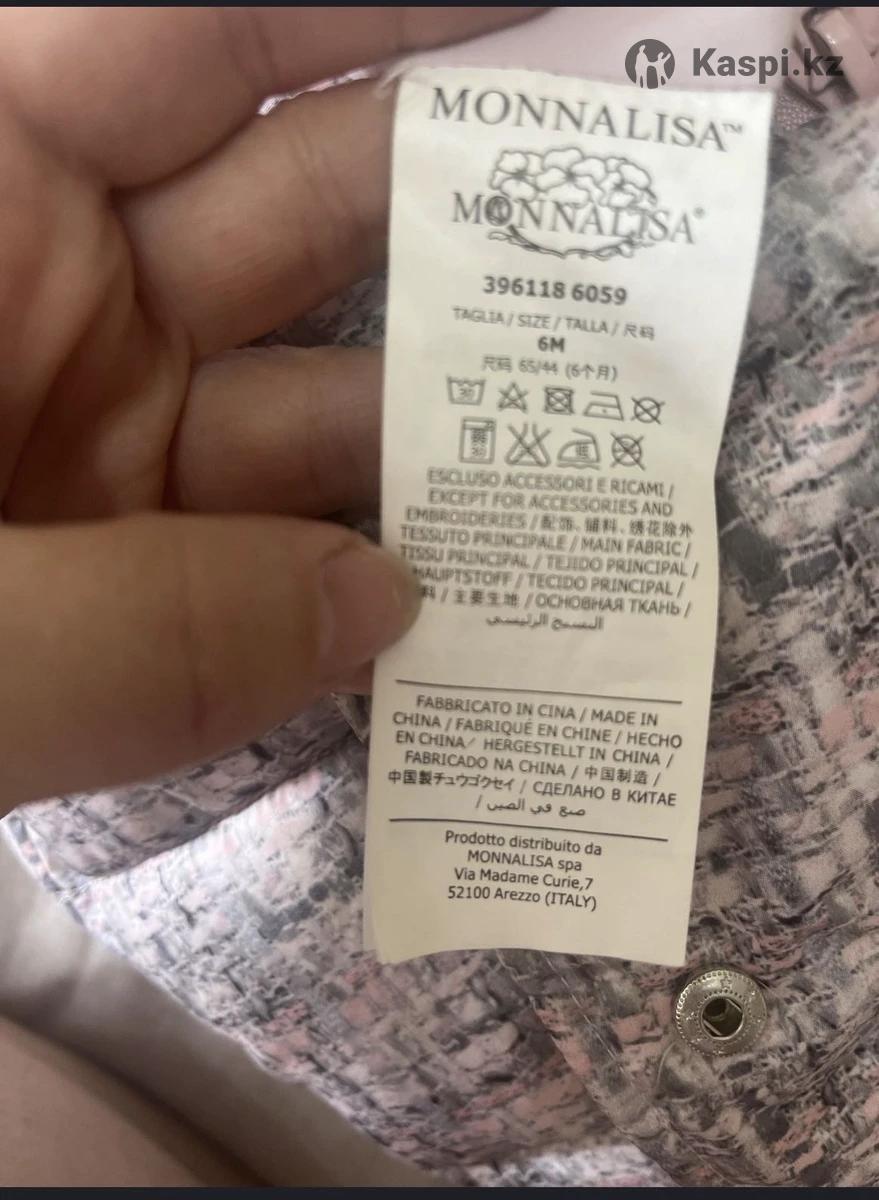 Kaspi.kz
MONNALISA™
MONNALISA®
396118 6059
TAGLIA / SIZE / TALLA / 尺码
6M
尺码 65/44 (6个月)
30
30
低
ESCLUSO ACCESSORI E RICAMI /
EXCEPT FOR ACCESSORIES AND
EMBROIDERIES / 配饰、辅料、绣花除外
TESSUTO PRINCIPALE / MAIN FABRIC /
TISSU PRINCIPAL / TEJIDO PRINCIPAL /
HAUPTSTOFF / TECIDO PRINCIPAL /
料 / 主要生地 / ОСНОВНАЯ ТКАНЬ /
النسيج الرئيسي
FABBRICATO IN CINA / MADE IN
CHINA / FABRIQUÉ EN CHINE / HECHO
EN CHINA / HERGESTELLT IN CHINA /
FABRICADO NA CHINA / 中国制造 /
中国製チュウゴクセイ / СДЕЛАНО В КИТАЕ
/ صنع في الصين
Prodotto distribuito da
MONNALISA spa
Via Madame Curie,7
52100 Arezzo (ITALY)